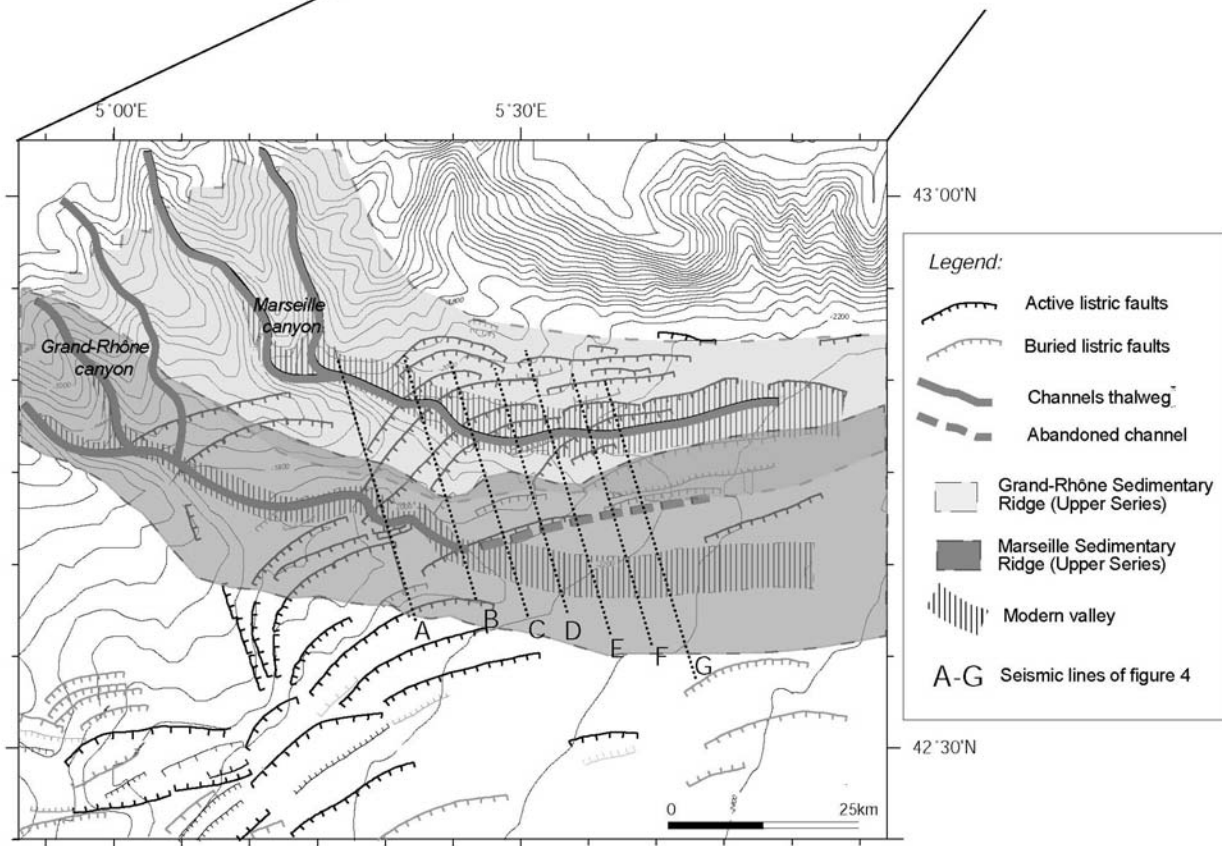 5°00'E
5°30'E
43°00'N
Marseille
canyon
Grand-Rhône
canyon
-2200
A
B
C
D
E
F
G
42°30'N
0
25km
Legend:
Active listric faults
Buried listric faults
Channels thalweg
Abandoned channel
Grand-Rhône Sedimentary
Ridge (Upper Series)
Marseille Sedimentary
Ridge (Upper Series)
Modern valley
A-G Seismic lines of figure 4